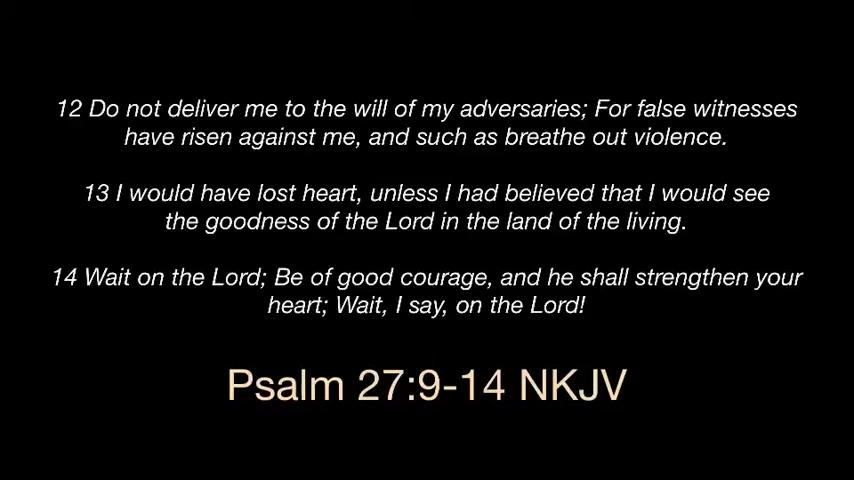 12 Do not deliver me to the will of my adversaries; For false witnesses
have risen against me, and such as breathe out violence.
13 I would have lost heart, unless I had believed that I would see
the goodness of the Lord in the land of the living.
14 Wait on the Lord; Be of good courage, and he shall strengthen your
heart; Wait, I say, on the Lord!
Psalm 27:9-14 NKJV